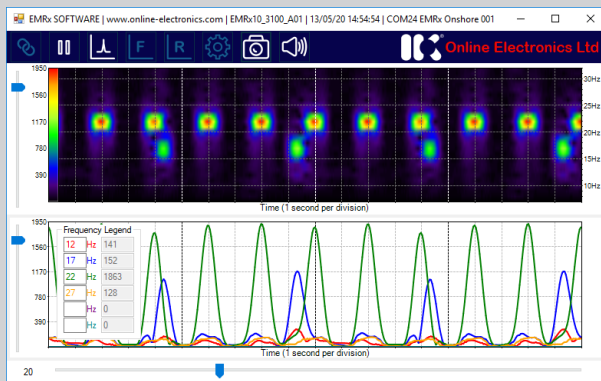 EMRx SOFTWARE | www.online-electronics.com | EMRx10_3100_A01 | 13/05/20 14:54:54 | COM24 EMRx Onshore 001
F R Online Electronics Ltd
1950
1560
1170
780
390
30Hz
25Hz
20Hz
15Hz
10Hz
Time (1 second per division)
1950
1560
1170
780
390
Frequency Legend
12 Hz 141
17 Hz 152
22 Hz 1863
27 Hz 128
Hz 0
Hz 0
Time (1 second per division)
20